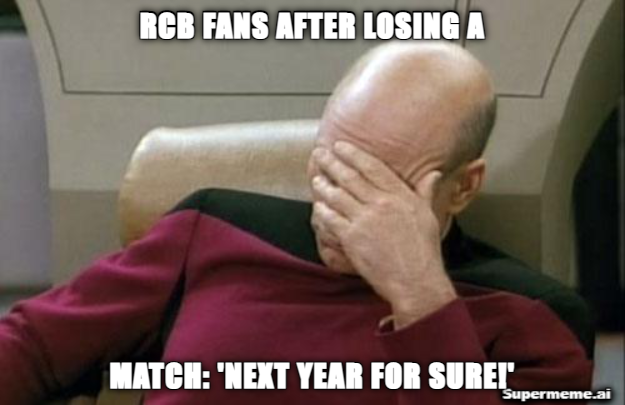 RCB FANS AFTER LOSING A
MATCH: 'NEXT YEAR FOR SURE!'
Supermeme.ai